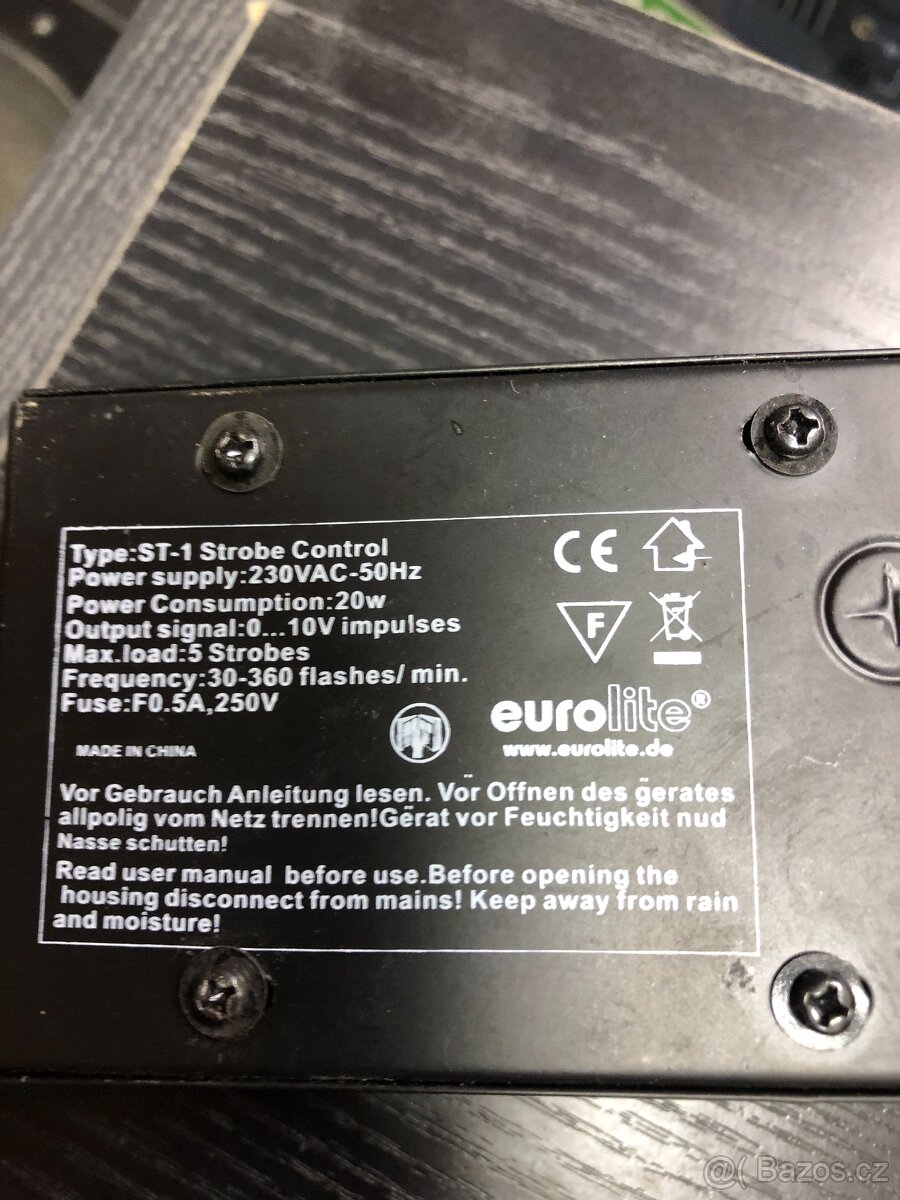 Type:ST-1 Strobe Control
Power supply:230VAC-50Hz
Power Consumption:20w
Output signal:0...10V impulses
Max.load:5 Strobes
Frequency:30-360 flashes/ min.
Fuse:F0.5A,250V
CE
F
MADE IN CHINA
eurolite®
www.eurolite.de
Vor Gebrauch Anleitung lesen. Vör Offnen des g̈erates
allpolig vom Netz trennen!Gërat vor Feuchtigkeit nud
Nasse schutten!
Read user manual before use.Before opening the
housing disconnect from mains! Keep away from rain
and moisture!
@( Bazos.cz